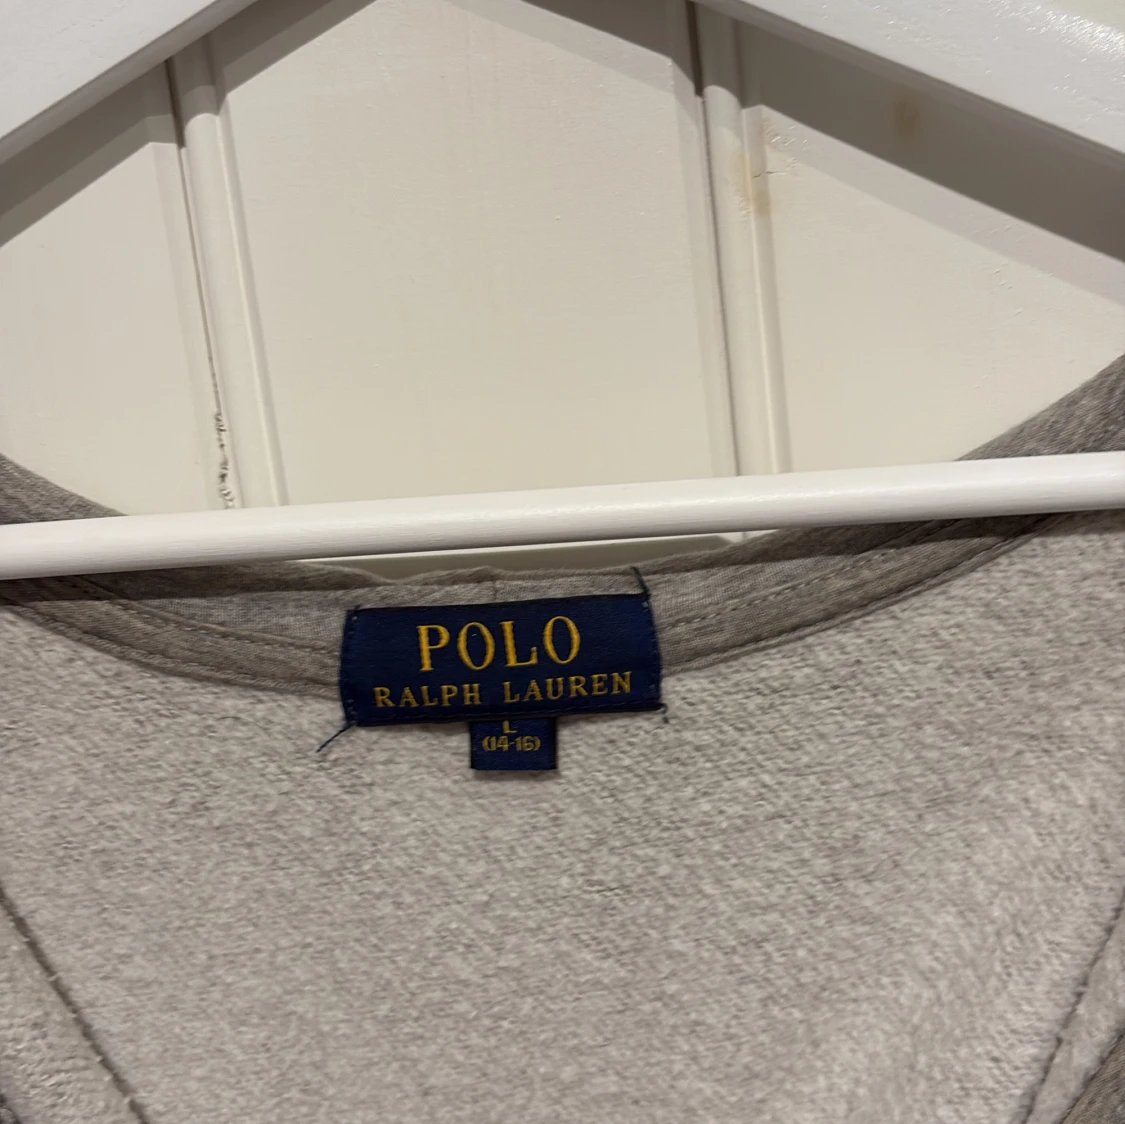 POLO
RALPH LAUREN
L
(14-16)